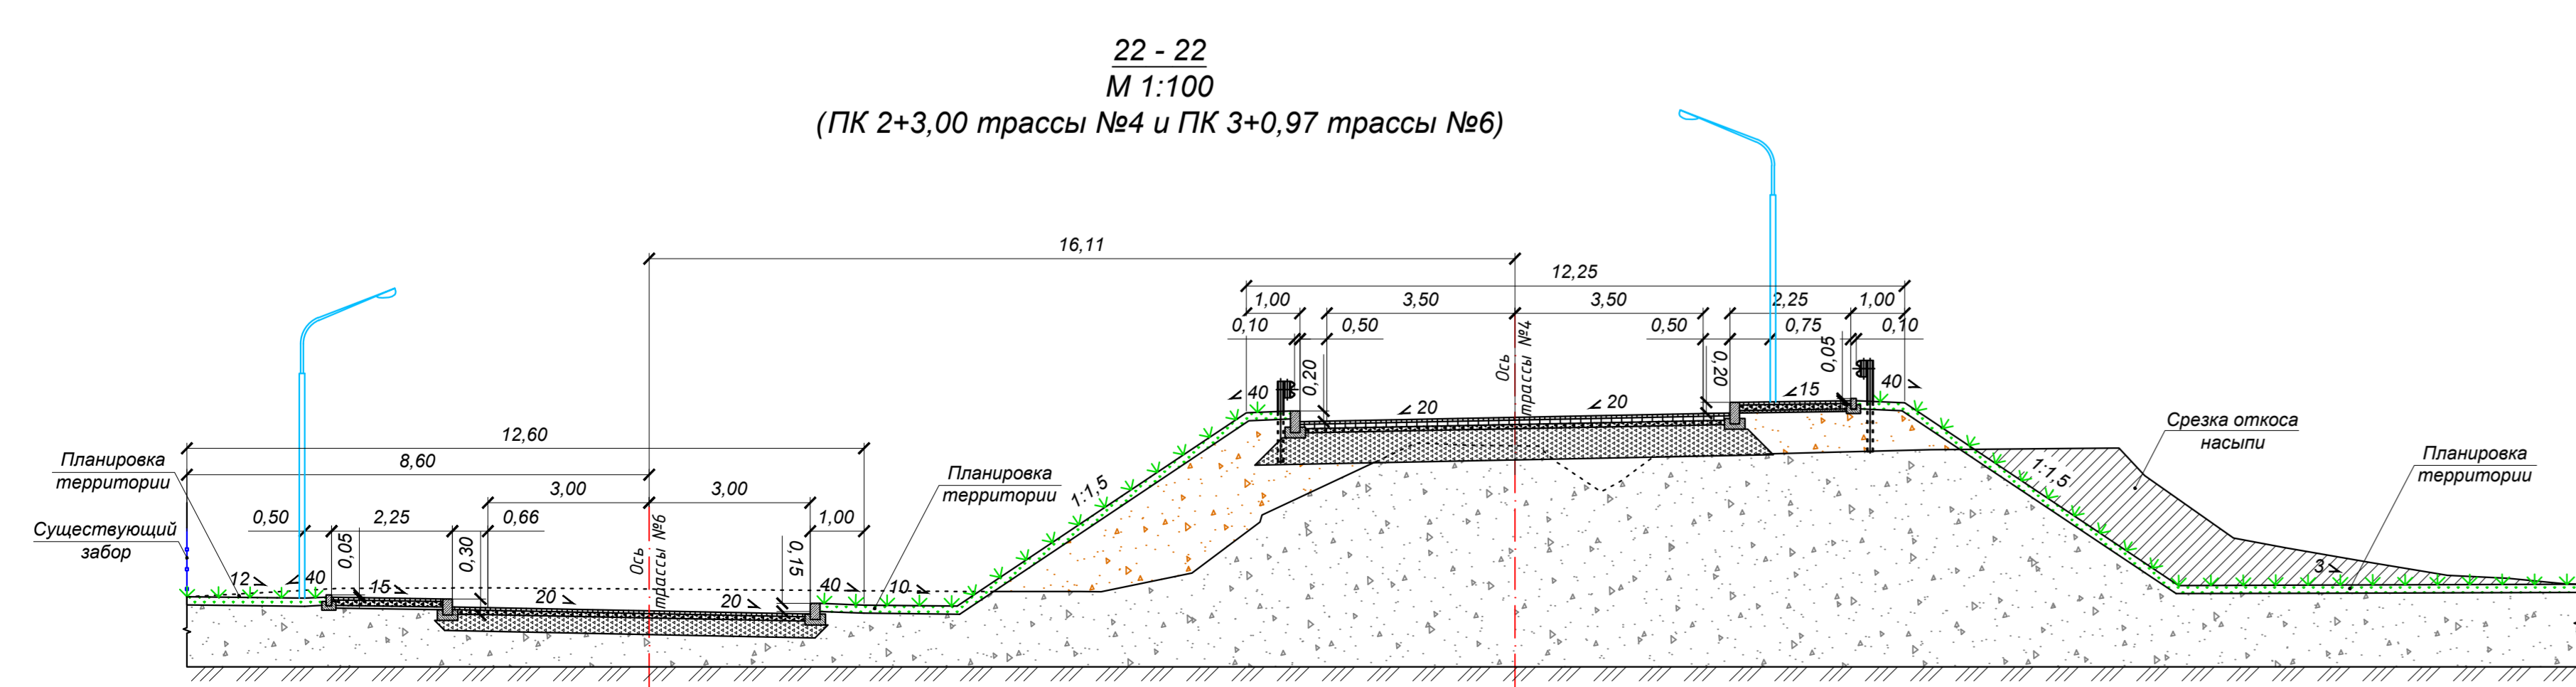 22 - 22
М 1:100
(ПК 2+3,00 трассы №4 и ПК 3+0,97 трассы №6)
16,11
12,25
1,00
3,50
3,50
2,25
1,00
0,10
0,50
0,50
0,75
0,10
0,20
Ось
трассы №4
0,20
0,05
40
20
20
15
40
Срезка откоса
насыпи
12,60
8,60
Планировка
территории
3,00
3,00
Планировка
территории
1:1,5
1:1,5
Планировка
территории
0,50
2,25
0,66
1,00
Существующий
забор
0,05
0,30
Ось
трассы №6
0,15
12
40
15
20
20
40
10
3